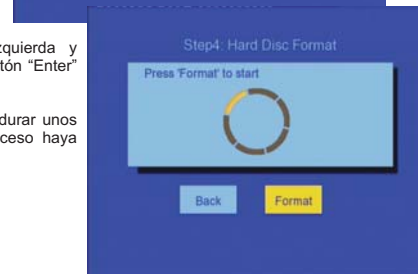 zquierda y
tón “Enter”
durar unos
ceso haya
Step4: Hard Disc Format
Press 'Format' to start
Back
Format